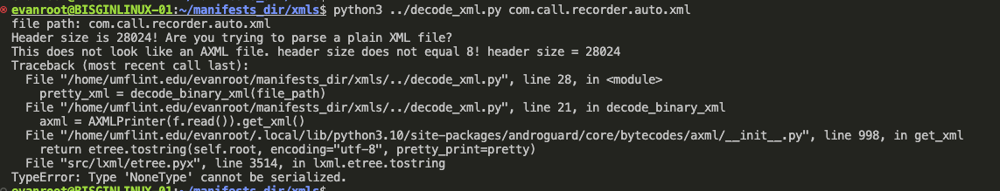 evanroot@BISGINLINUX-01:~/manifests_dir/xmls$ python3 ../decode_xml.py com.call.recorder.auto.xml
file path: com.call.recorder.auto.xml
Header size is 28024! Are you trying to parse a plain XML file?
This does not look like an AXML file. header size does not equal 8! header size = 28024
Traceback (most recent call last):
  File "/home/umflint.edu/evanroot/manifests_dir/xmls/../decode_xml.py", line 28, in <module>
    pretty_xml = decode_binary_xml(file_path)
  File "/home/umflint.edu/evanroot/manifests_dir/xmls/../decode_xml.py", line 21, in decode_binary_xml
    axml = AXMLPrinter(f.read()).get_xml()
  File "/home/umflint.edu/evanroot/.local/lib/python3.10/site-packages/androguard/core/bytecodes/axml/__init__.py", line 998, in get_xml
    return etree.tostring(self.root, encoding="utf-8", pretty_print=pretty)
  File "src/lxml/etree.pyx", line 3514, in lxml.etree.tostring
TypeError: Type 'NoneType' cannot be serialized.
evanroot@BISGINLINUX-01:~/manifests_dir/xmls$